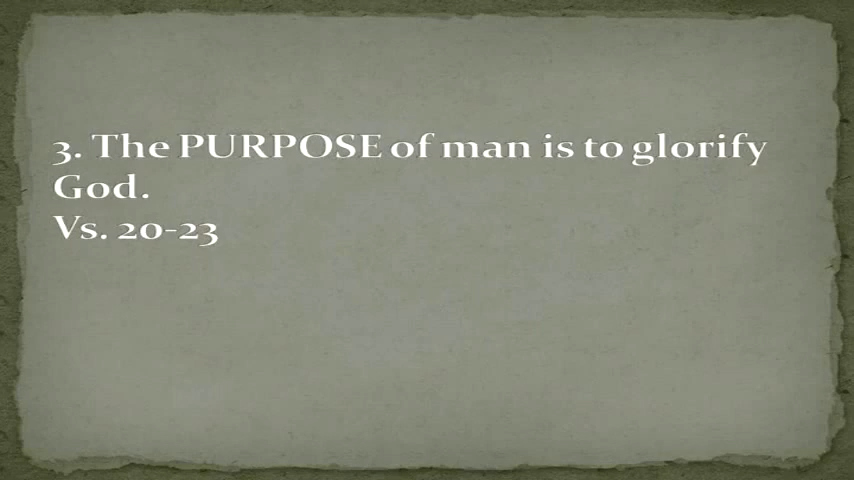 3. The PURPOSE of man is to glorify
God.
Vs. 20-23